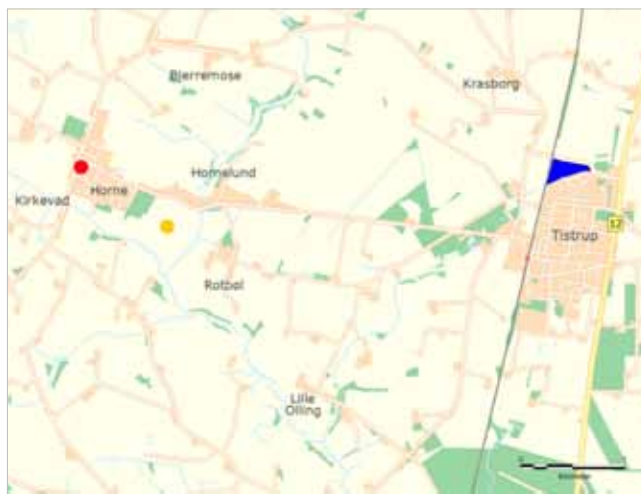 Bjerremose
Krasborg
Hornelund
Horne
Kirkevad
Tistrup
Rotbøl
Lille
Olling